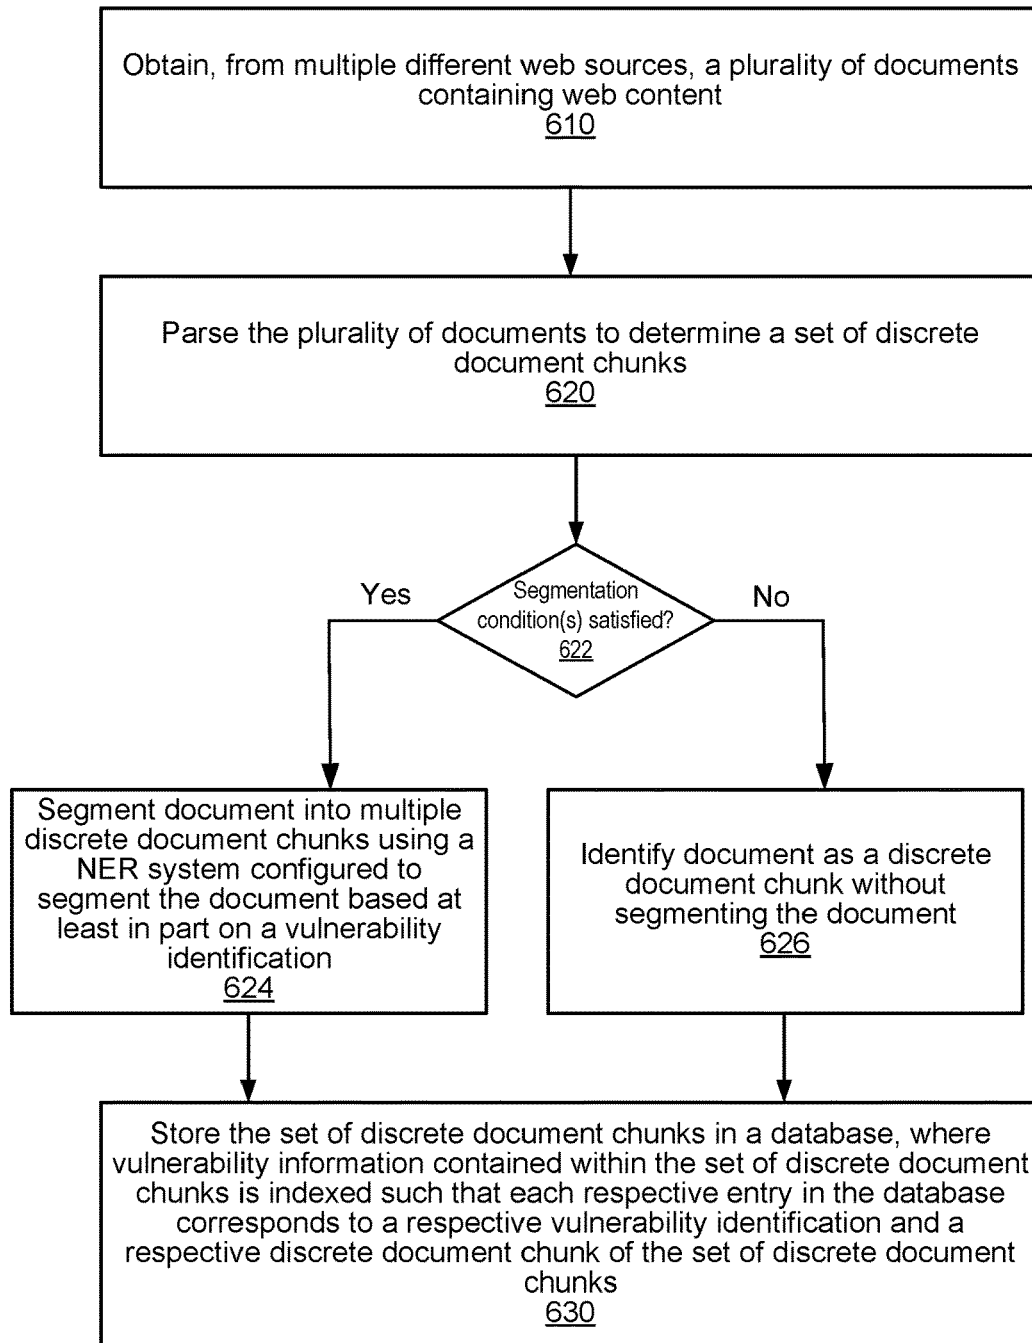 Obtain, from multiple different web sources, a plurality of documents
containing web content
610
Parse the plurality of documents to determine a set of discrete
document chunks
620
Yes
Segmentation
condition(s) satisfied?
622
No
Segment document into multiple
discrete document chunks using a
NER system configured to
segment the document based at
least in part on a vulnerability
identification
624
Identify document as a discrete
document chunk without
segmenting the document
626
Store the set of discrete document chunks in a database, where
vulnerability information contained within the set of discrete document
chunks is indexed such that each respective entry in the database
corresponds to a respective vulnerability identification and a
respective discrete document chunk of the set of discrete document
chunks
630